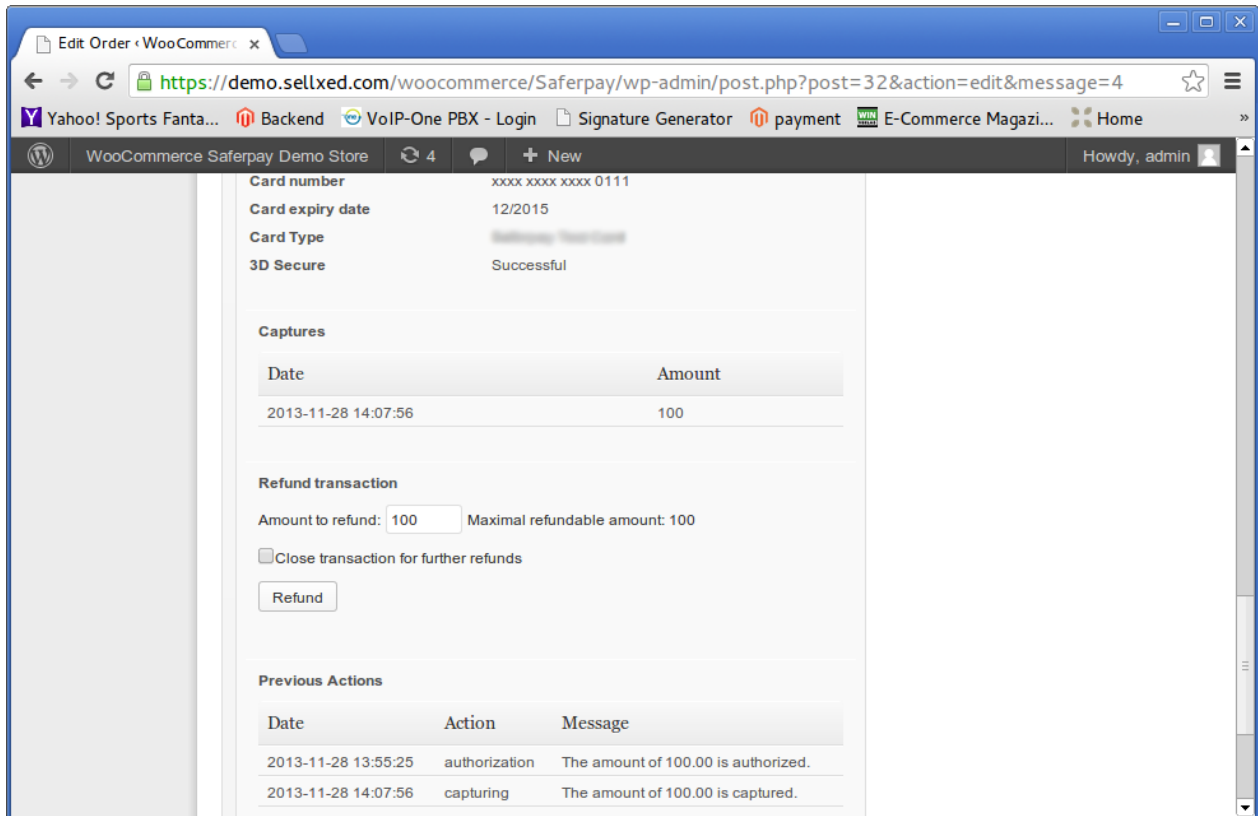 Edit Order ‹ WooCommerc
https://demo.sellxed.com/woocommerce/Saferpay/wp-admin/post.php?post=32&action=edit&message=4
Yahoo! Sports Fanta... Backend VoIP-One PBX - Login Signature Generator payment E-Commerce Magazi... Home »
WooCommerce Saferpay Demo Store 4 + New Howdy, admin
Card number xxxx xxxx xxxx 0111
Card expiry date 12/2015
Card Type
3D Secure Successful
Captures
Date Amount
2013-11-28 14:07:56 100
Refund transaction
Amount to refund: 100 Maximal refundable amount: 100
Close transaction for further refunds
Refund
Previous Actions
Date Action Message
2013-11-28 13:55:25 authorization The amount of 100.00 is authorized.
2013-11-28 14:07:56 capturing The amount of 100.00 is captured.